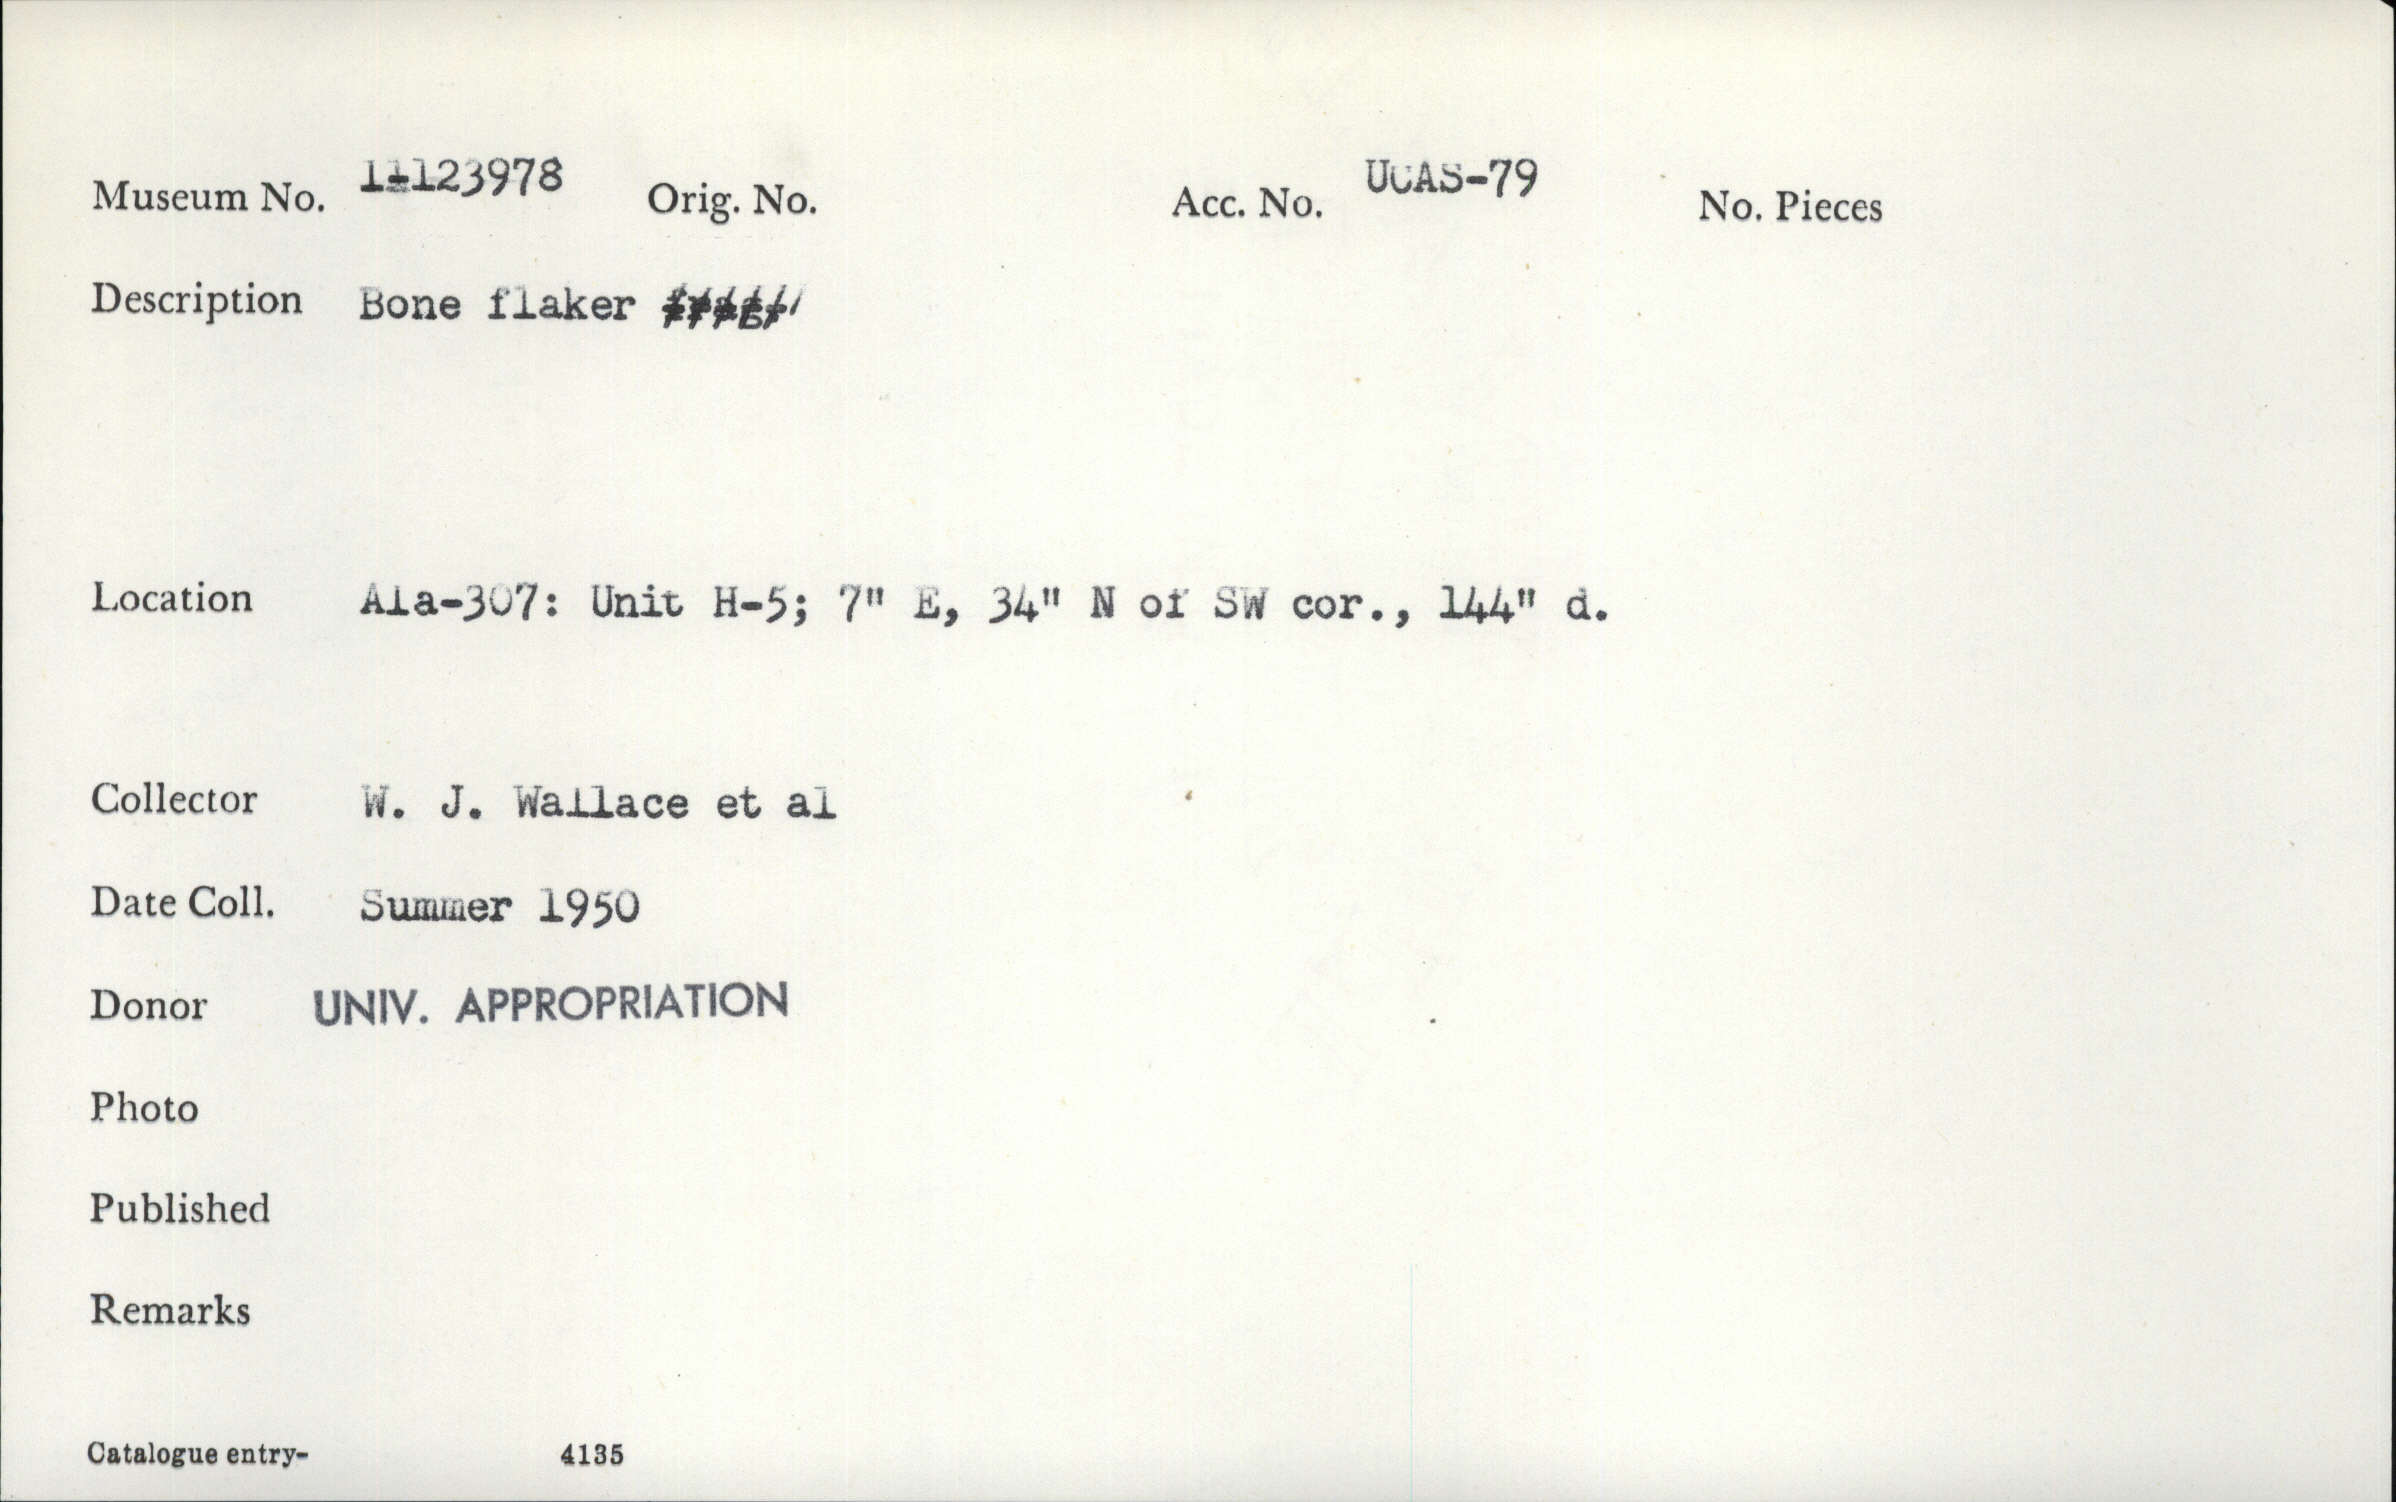 Museum No. 1-123978 Orig. No. Acc. No. UCAS-79 No. Pieces
Description Bone flaker frag.
Location Ala-307: Unit H-5; 7" E, 34" N of SW cor., 144" d.
Collector W. J. Wallace et al
Date Coll. Summer 1950
Donor UNIV. APPROPRIATION
Photo
Published
Remarks
Catalogue entry- 4135